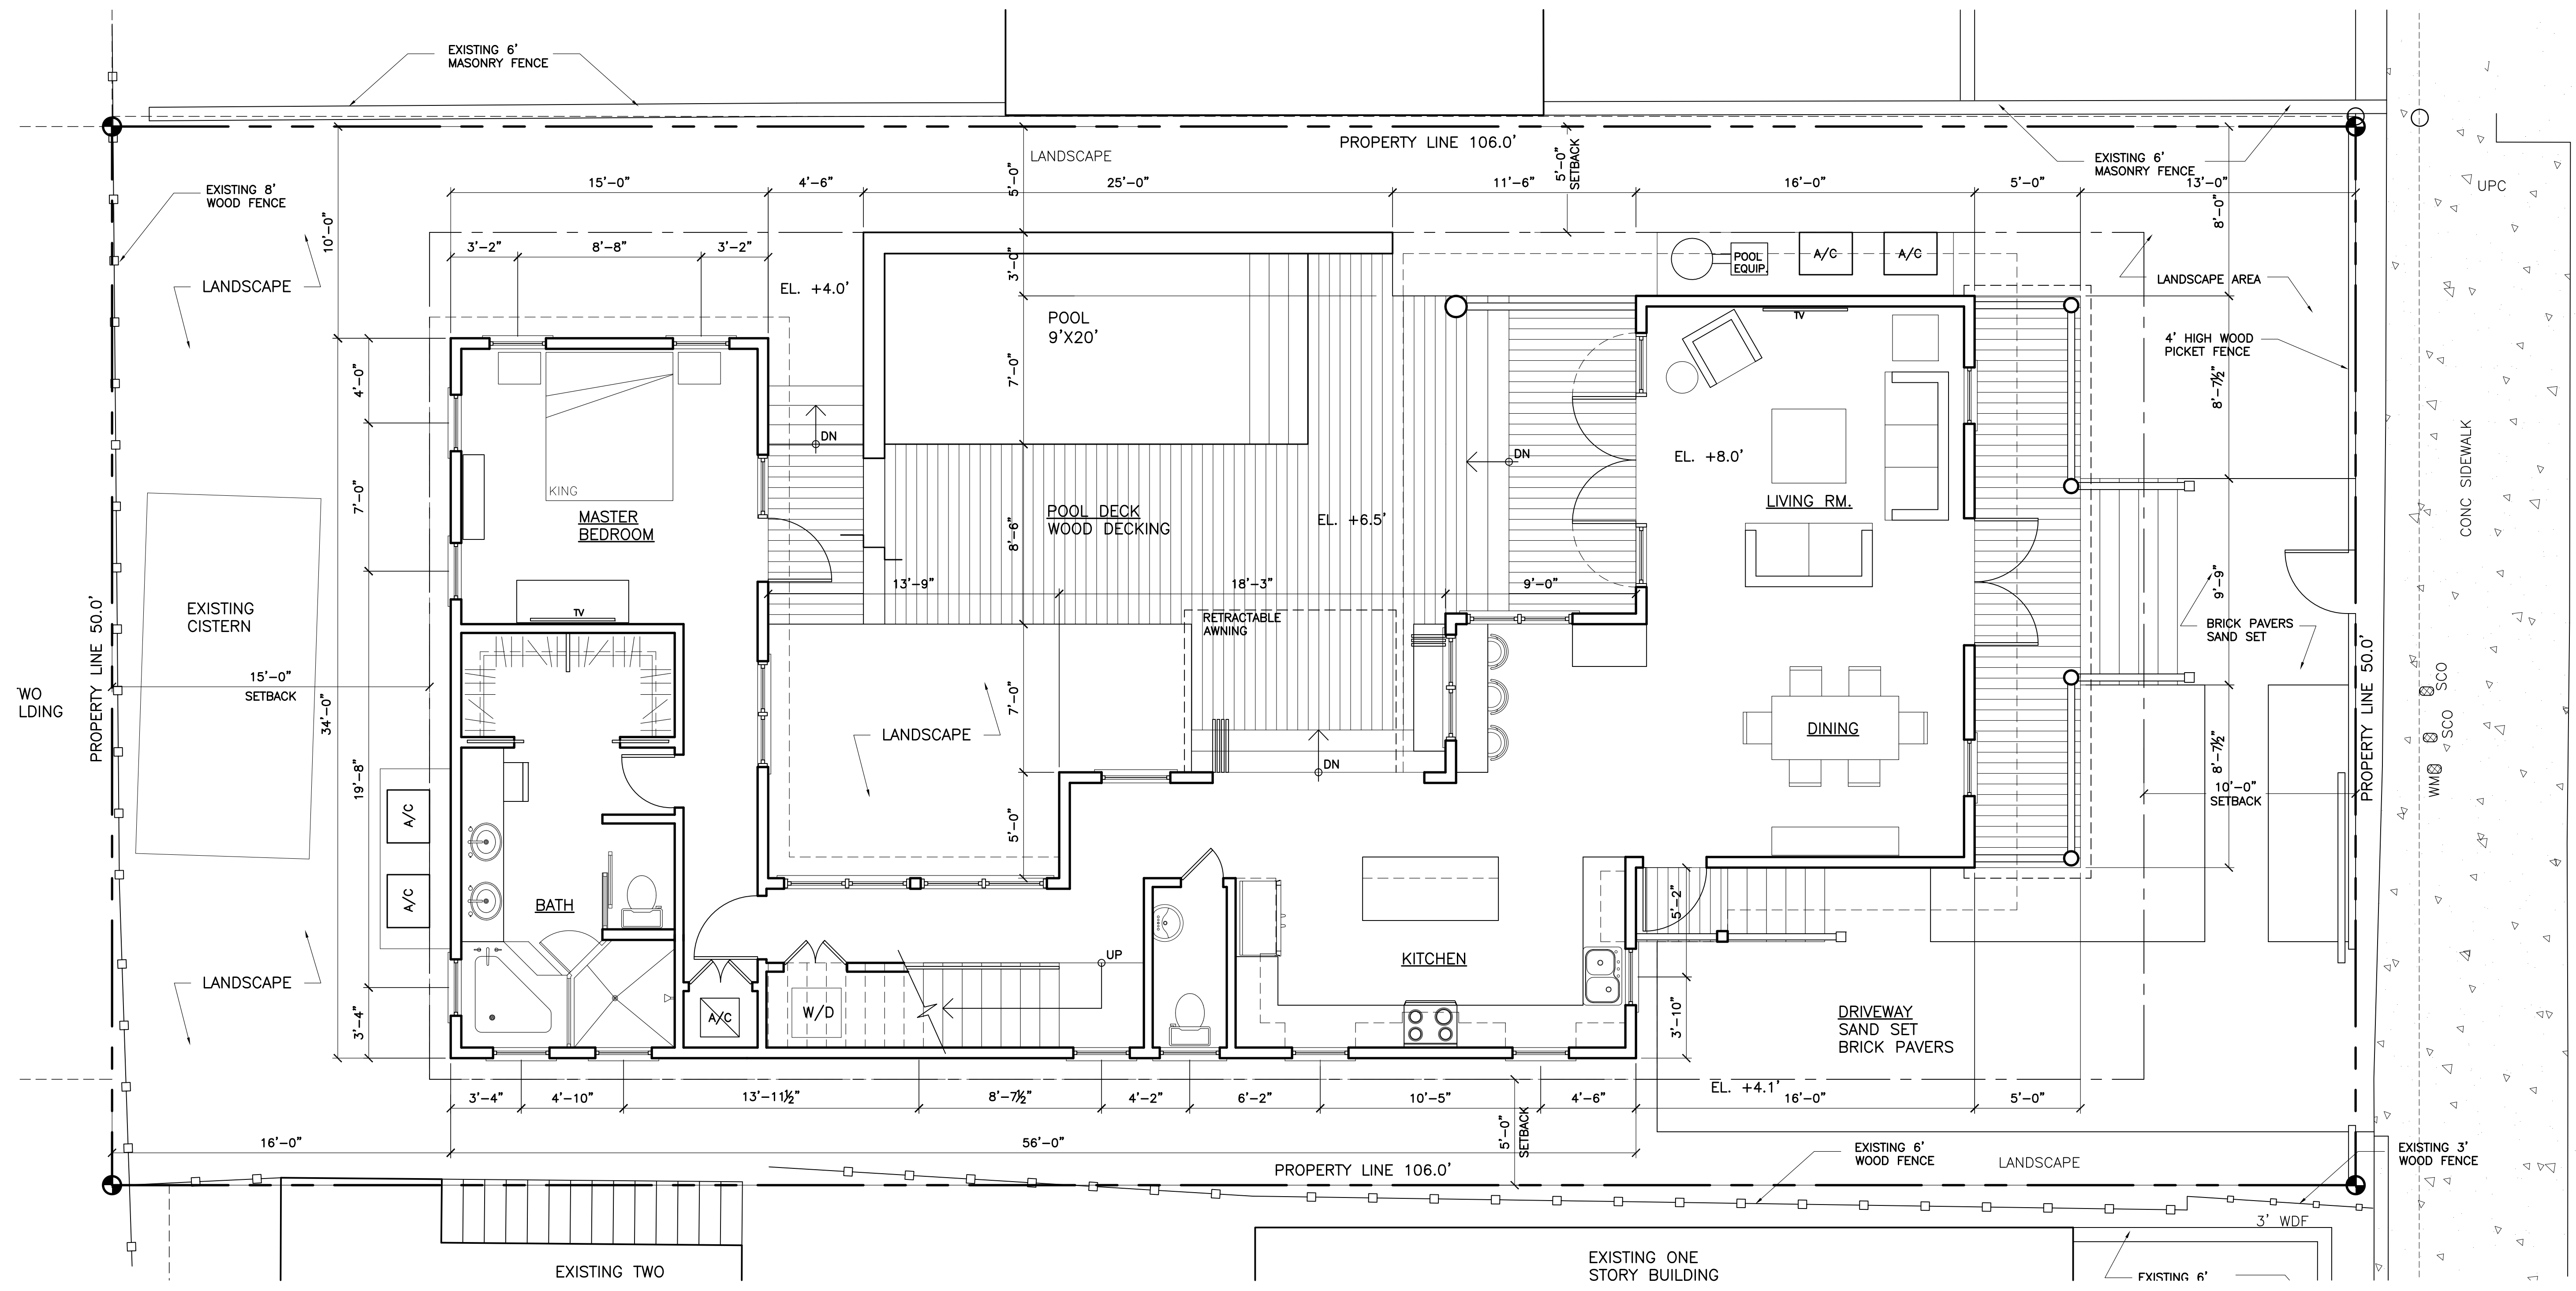 EXISTING 6'
MASONRY FENCE
PROPERTY LINE 106.0'
LANDSCAPE
5'-0"
5'-0"
SETBACK
EXISTING 6'
MASONRY FENCE
UPC
EXISTING 8'
WOOD FENCE
15'-0"
4'-6"
25'-0"
11'-6"
16'-0"
5'-0"
13'-0"
10'-0"
8'-0"
3'-2"
8'-8"
3'-2"
3'-0"
EL. +4.0'
POOL
EQUIP.
A/C
A/C
LANDSCAPE
LANDSCAPE AREA
POOL
9'X20'
TV
4' HIGH WOOD
PICKET FENCE
4'-0"
7'-0"
8'-7½"
DN
DN
EL. +8.0'
KING
7'-0"
LIVING RM.
MASTER
BEDROOM
POOL DECK
WOOD DECKING
EL. +6.5'
8'-6"
CONC SIDEWALK
13'-9"
18'-3"
9'-0"
9'-9"
EXISTING
CISTERN
TV
RETRACTABLE
AWNING
BRICK PAVERS
SAND SET
PROPERTY LINE 50.0'
PROPERTY LINE 50.0'
WO
LDING
15'-0"
SETBACK
34'-0"
7'-0"
SCO
SCO
WM
LANDSCAPE
DINING
DN
19'-8"
8'-7½"
10'-0"
SETBACK
A/C
A/C
5'-0"
BATH
5'-2"
UP
KITCHEN
LANDSCAPE
3'-4"
A/C
W/D
3'-10"
DRIVEWAY
SAND SET
BRICK PAVERS
EL. +4.1'
3'-4"
4'-10"
13'-11½"
8'-7½"
4'-2"
6'-2"
10'-5"
4'-6"
16'-0"
5'-0"
16'-0"
56'-0"
5'-0"
SETBACK
PROPERTY LINE 106.0'
EXISTING 6'
WOOD FENCE
LANDSCAPE
EXISTING 3'
WOOD FENCE
3' WDF
EXISTING TWO
EXISTING ONE
STORY BUILDING
EXISTING 6'